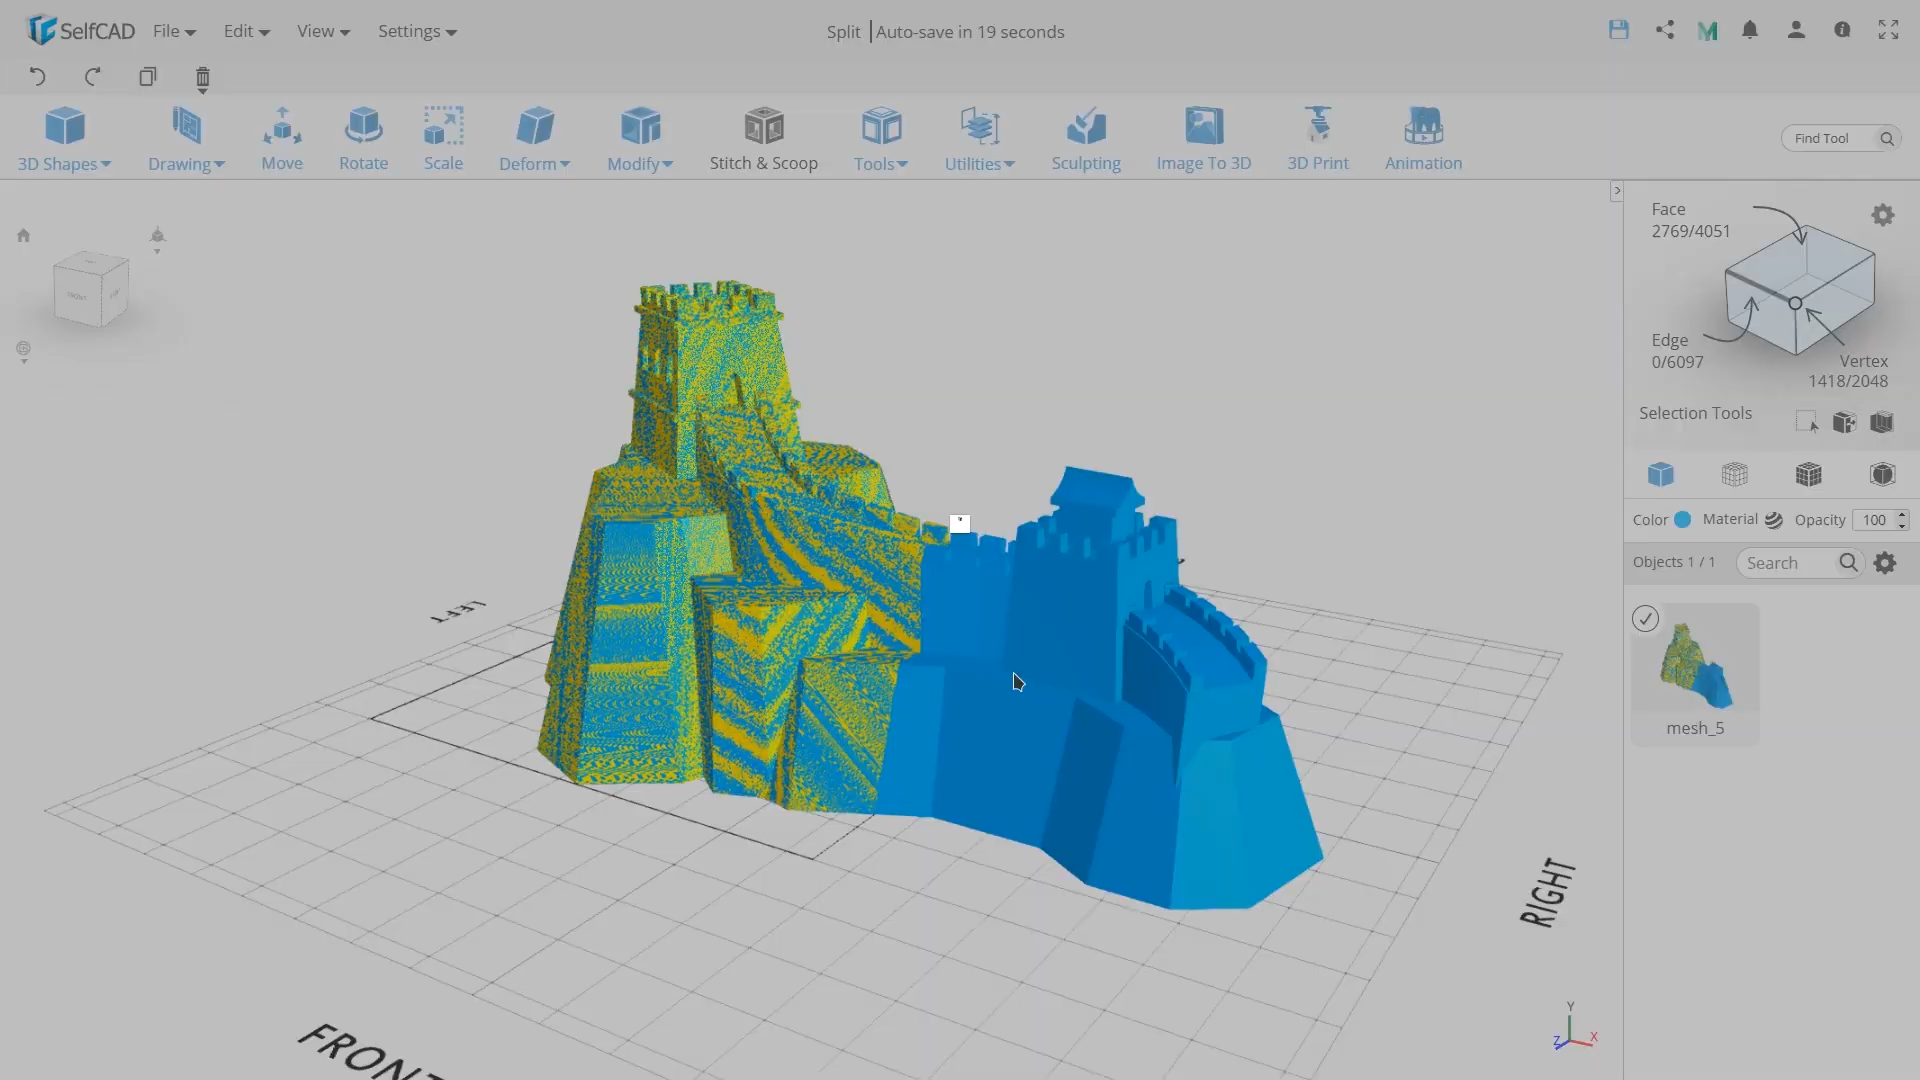 SelfCAD File Edit View Settings Split Auto-save in 19 seconds
3D Shapes Drawing Move Rotate Scale Deform Modify Stitch & Scoop Tools Utilities Sculpting Image To 3D 3D Print Animation Find Tool
Face
2769/4051
Edge
0/6097
Vertex
1418/2048
Selection Tools
Color Material Opacity 100
Objects 1 / 1 Search
mesh_5
FRONT
LEFT
RIGHT
FRONT
Y
Z X